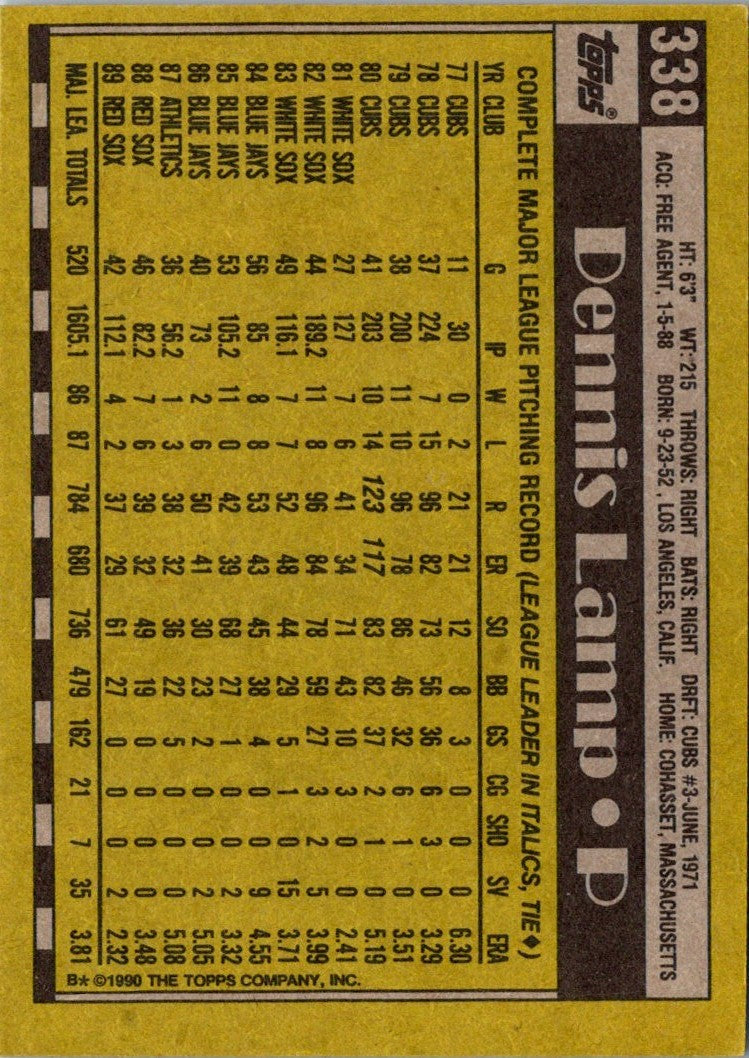 338
HT: 6'3" WT: 215 THROWS: RIGHT BATS: RIGHT DRFT: CUBS #3-JUNE, 1971
ACQ: FREE AGENT, 1-5-88 BORN: 9-23-52, LOS ANGELES, CALIF. HOME: COHASSET, MASSACHUSETTS
Topps®
Dennis Lamp • P
COMPLETE MAJOR LEAGUE PITCHING RECORD (LEAGUE LEADER IN ITALICS, TIE♦)
YR CLUB G IP W L R ER SO BB GS CG SHO SV ERA
77 CUBS 11 30 0 2 21 21 12 8 3 0 0 0 6.30
78 CUBS 37 224 7 15 96 82 73 56 36 6 3 0 3.29
79 CUBS 38 200 11 10 96 78 86 46 32 6 1 0 3.51
80 CUBS 41 203 10 14 123 117 83 82 37 2 1 0 5.19
81 WHITE SOX 27 127 7 6 41 34 71 43 10 3 0 0 2.41
82 WHITE SOX 44 189.2 11 8 96 84 78 59 27 3 2 5 3.99
83 WHITE SOX 49 116.1 7 7 52 48 44 29 5 1 0 15 3.71
84 BLUE JAYS 56 85 8 8 53 43 45 38 4 0 0 9 4.55
85 BLUE JAYS 53 105.2 11 0 42 39 68 27 1 0 0 2 3.32
86 BLUE JAYS 40 73 2 6 50 41 30 23 2 0 0 2 5.05
87 ATHLETICS 36 56.2 1 3 38 32 36 22 5 0 0 0 5.08
88 RED SOX 46 82.2 7 6 39 32 49 19 0 0 0 0 3.48
89 RED SOX 42 112.1 4 2 37 29 61 27 0 0 0 2 2.32
MAJ. LEA. TOTALS 520 1605.1 86 87 784 680 736 479 162 21 7 35 3.81
B* ©1990 THE TOPPS COMPANY, INC.